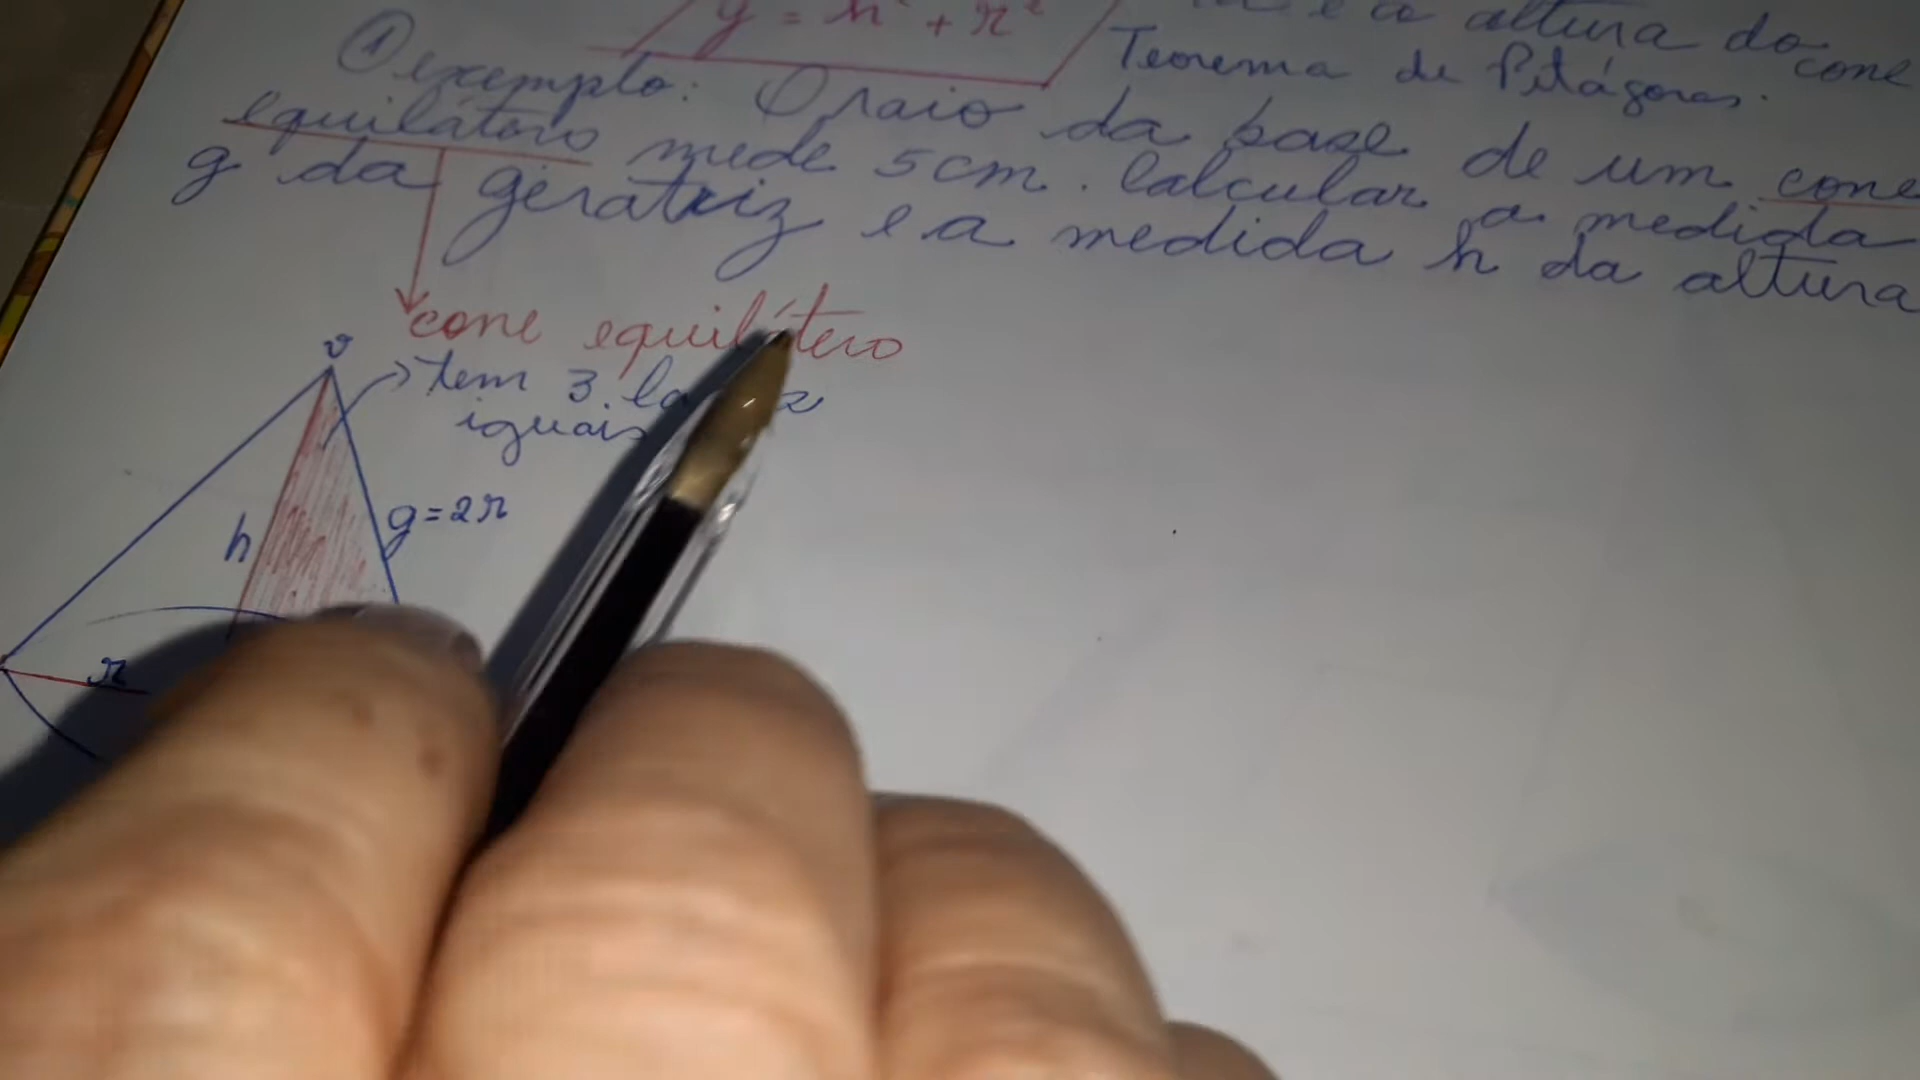 g² = h² + r²
altura do cone
Teorema de Pitágoras.
① exemplo: O raio da base de um cone
equilátero mede 5cm. Calcular a medida
g da geratriz e a medida h da altura
cone equilátero
v
tem 3
iguais
g=2r
h
r